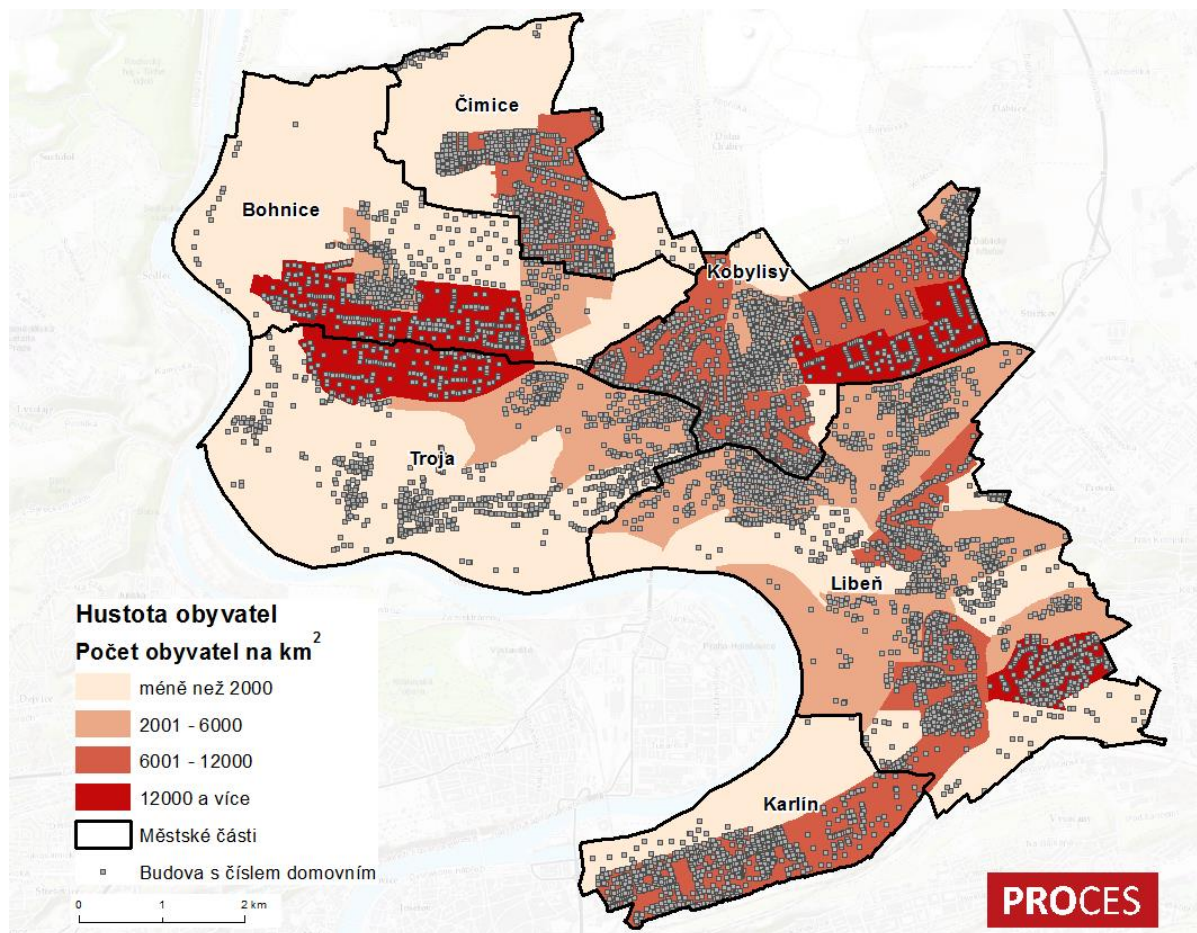 Čimice
Bohnice
Kobylisy
Troja
Libeň
Karlín
Hustota obyvatel
Počet obyvatel na km²
méně než 2000
2001 - 6000
6001 - 12000
12000 a více
Městské části
Budova s číslem domovním
0 1 2 km
PROCES